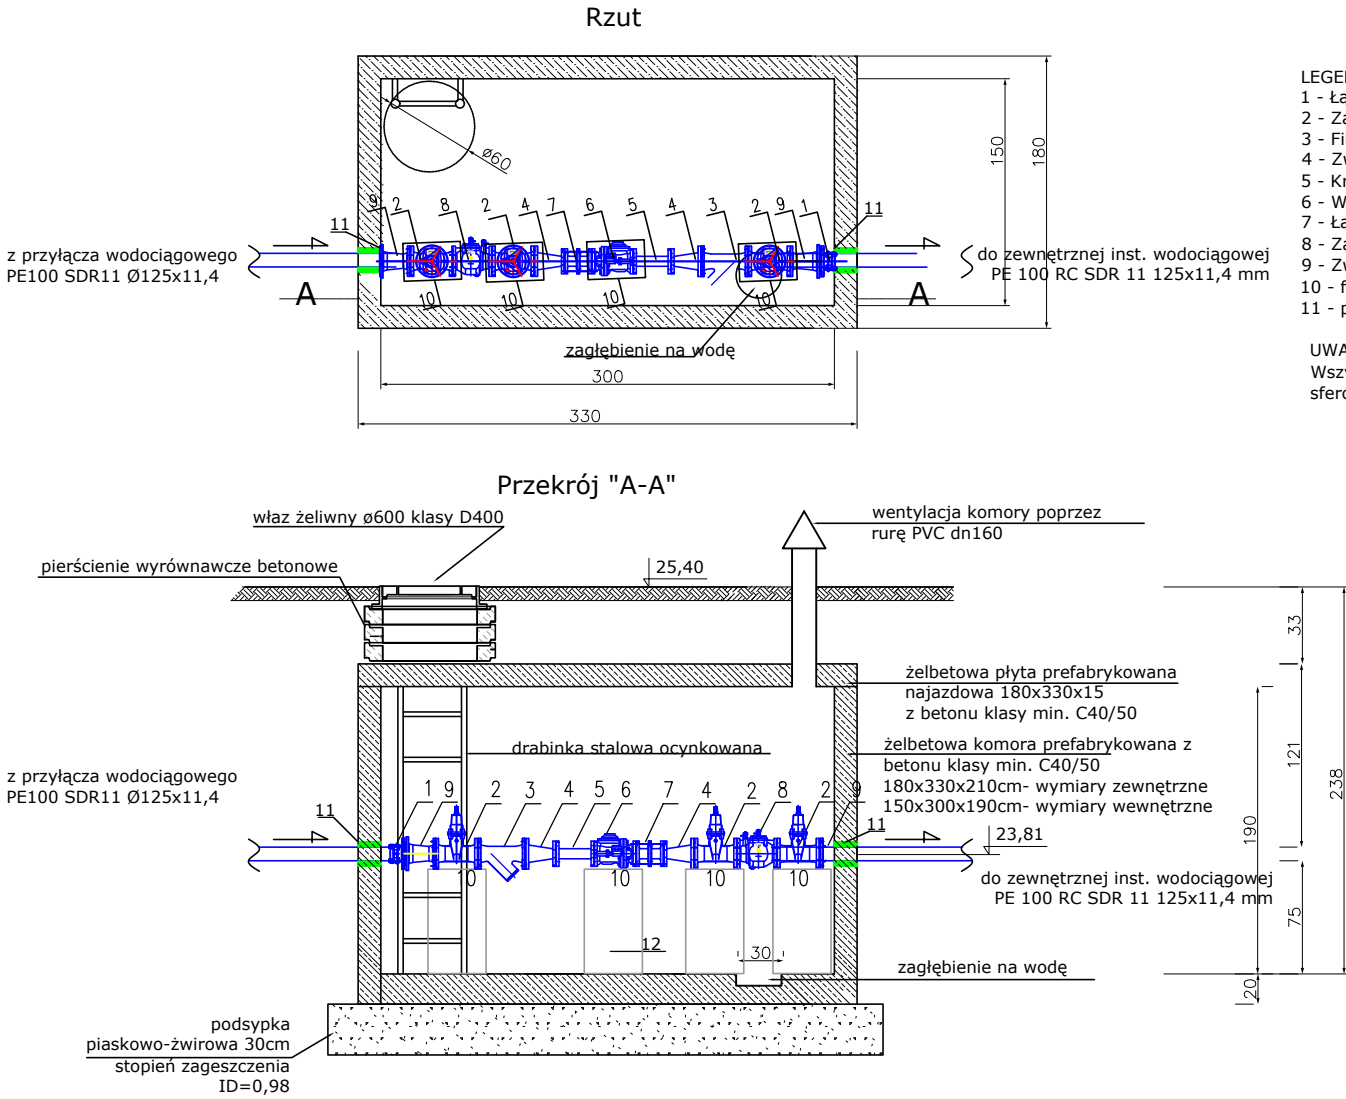 Rzut
LEGE
1 - Ła
2 - Za
3 - Fi
4 - Zw
5 - Kr
6 - W
7 - Ła
8 - Za
9 - Zw
10 - f
11 - p
UWA
Wszy
sfero
ø60
150
180
9 2 8 2 4 7 6 5 4 3 2 9 1
11
11
z przyłącza wodociągowego
PE100 SDR11 Ø125x11,4
do zewnętrznej inst. wodociągowej
PE 100 RC SDR 11 125x11,4 mm
A
A
10 10 10 10
zagłębienie na wodę
300
330
Przekrój "A-A"
właz żeliwny ø600 klasy D400
wentylacja komory poprzez
rurę PVC dn160
pierścienie wyrównawcze betonowe
25,40
33
żelbetowa płyta prefabrykowana
najazdowa 180x330x15
z betonu klasy min. C40/50
drabinka stalowa ocynkowana
żelbetowa komora prefabrykowana z
betonu klasy min. C40/50
180x330x210cm- wymiary zewnętrzne
150x300x190cm- wymiary wewnętrzne
121
238
190
z przyłącza wodociągowego
PE100 SDR11 Ø125x11,4
1 9 2 3 4 5 6 7 4 2 8 2 9
11
11
23,81
10 10 10 10
do zewnętrznej inst. wodociągowej
PE 100 RC SDR 11 125x11,4 mm
75
12
30
zagłębienie na wodę
20
podsypka
piaskowo-żwirowa 30cm
stopień zageszczenia
ID=0,98